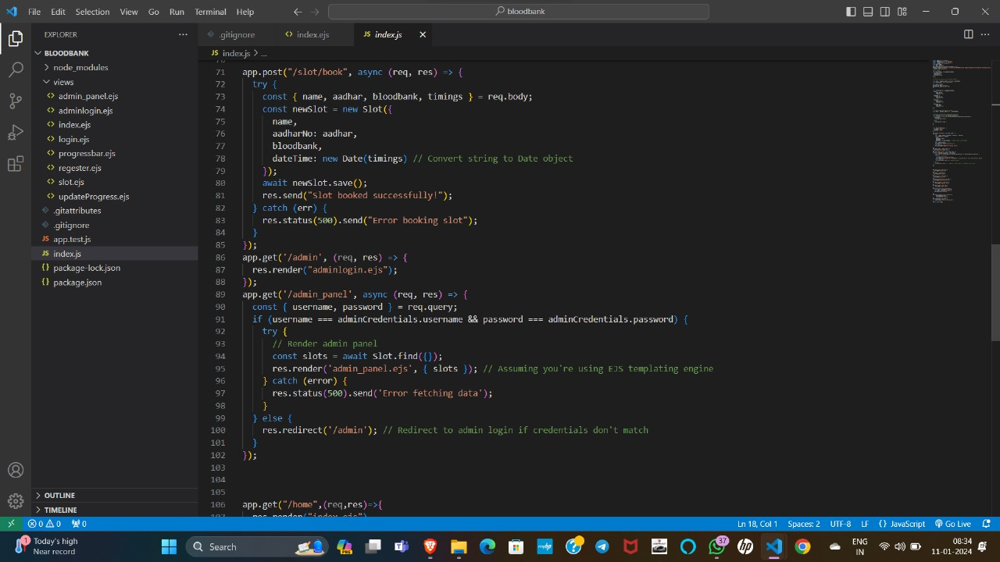 File Edit Selection View Go Run Terminal Help
bloodbank
EXPLORER
.gitignore
index.ejs
JS index.js
BLOODBANK
node_modules
views
admin_panel.ejs
adminlogin.ejs
index.ejs
login.ejs
progressbar.ejs
regester.ejs
slot.ejs
updateProgress.ejs
.gitattributes
.gitignore
JS app.test.js
JS index.js
{} package-lock.json
{} package.json
OUTLINE
TIMELINE
JS index.js > ...
71 app.post("/slot/book", async (req, res) => {
72 try {
73 const { name, aadhar, bloodbank, timings } = req.body;
74 const newSlot = new Slot({
75 name,
76 aadharNo: aadhar,
77 bloodbank,
78 dateTime: new Date(timings) // Convert string to Date object
79 });
80 await newSlot.save();
81 res.send("Slot booked successfully!");
82 } catch (err) {
83 res.status(500).send("Error booking slot");
84 }
85 });
86 app.get('/admin', (req, res) => {
87 res.render("adminlogin.ejs");
88 });
89 app.get('/admin_panel', async (req, res) => {
90 const { username, password } = req.query;
91 if (username === adminCredentials.username && password === adminCredentials.password) {
92 try {
93 // Render admin panel
94 const slots = await Slot.find({});
95 res.render('admin_panel.ejs', { slots }); // Assuming you're using EJS templating engine
96 } catch (error) {
97 res.status(500).send('Error fetching data');
98 }
99 } else {
100 res.redirect('/admin'); // Redirect to admin login if credentials don't match
101 }
102 });
103
104
105
106 app.get("/home",(req,res)=>{
res.render("index.ejs")
0 0 0
Ln 18, Col 1 Spaces: 2 UTF-8 LF {} JavaScript Go Live
Today's high
Near record
1
Search
PRE
37
hp
ENG
IN
08:34
11-01-2024